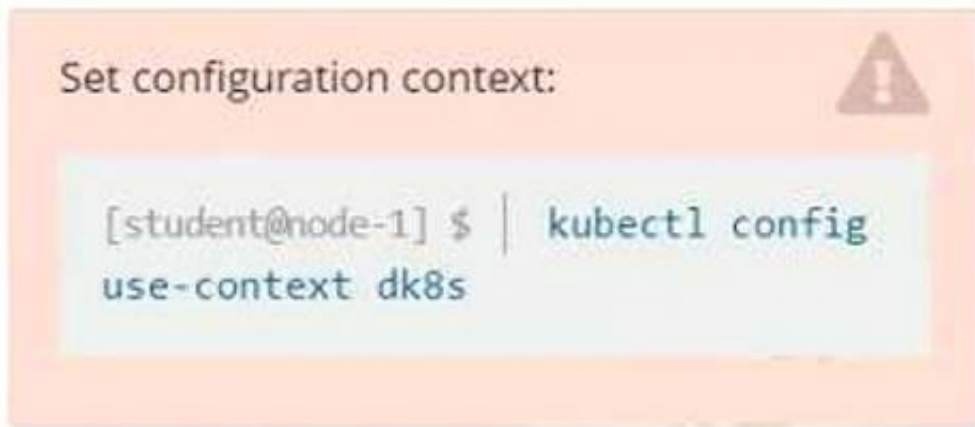 Set configuration context:
[student@node-1] $ | kubectl config
use-context dk8s